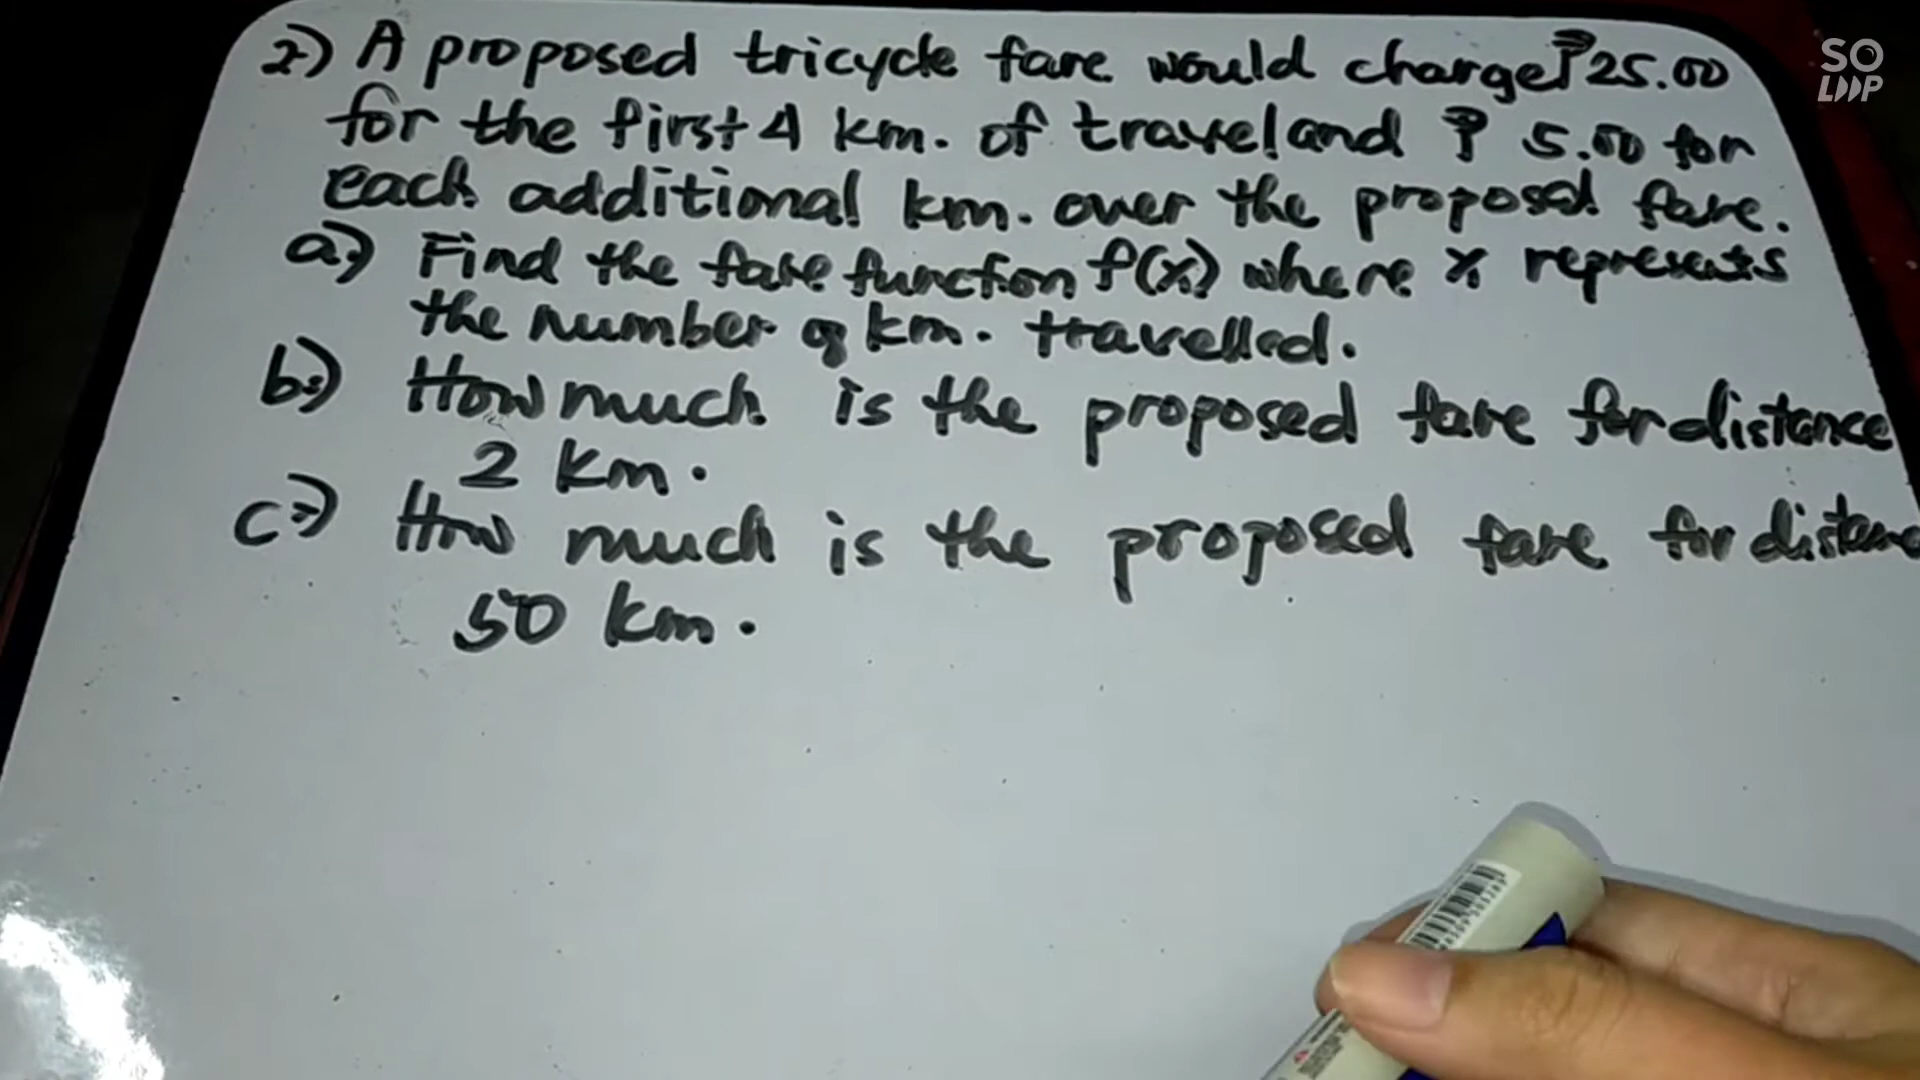 2.) A proposed tricycle fare would charge ₱25.00
for the first 4 km. of travel and ₱ 5.00 for
each additional km. over the proposed fare.
a.) Find the fare function f(x) where x represents
the number of km. travelled.
b.) How much is the proposed fare for distance
2 km.
c.) How much is the proposed fare for distanc
50 km.
SO
LOOP